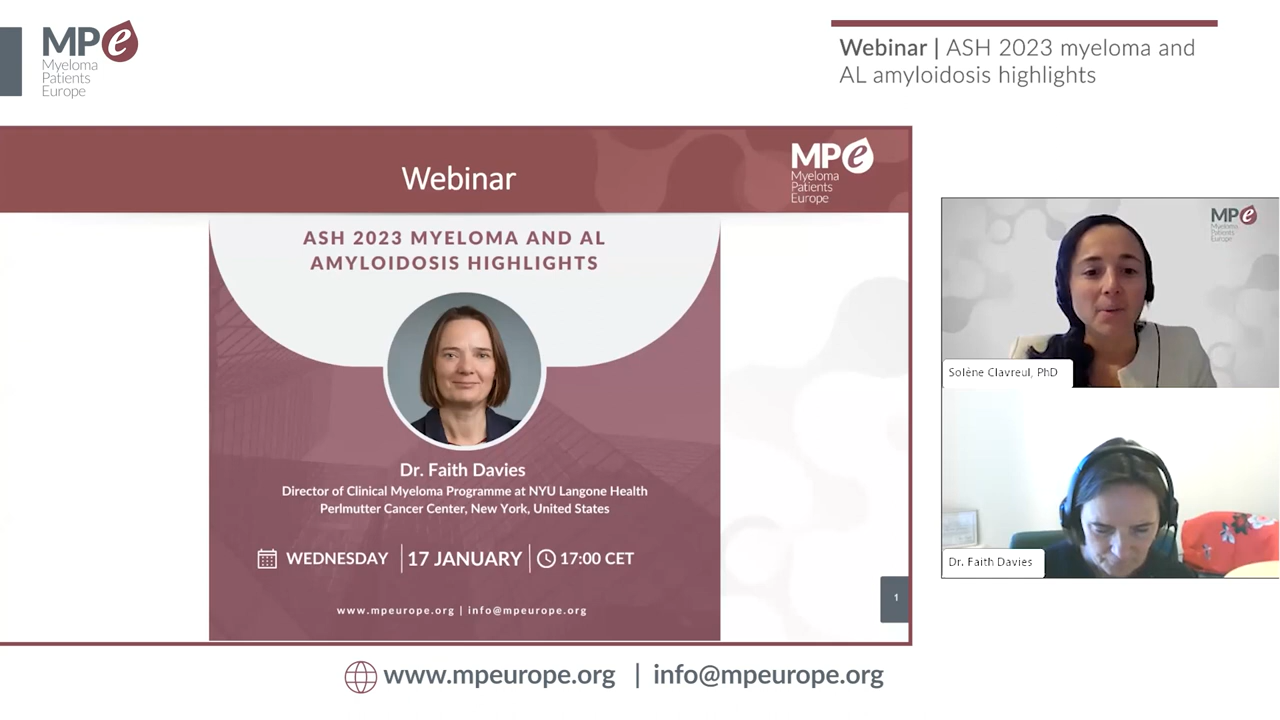 MPe
Myeloma
Patients
Europe
Webinar | ASH 2023 myeloma and
AL amyloidosis highlights
Webinar
MPe
Myeloma
Patients
Europe
ASH 2023 MYELOMA AND AL
AMYLOIDOSIS HIGHLIGHTS
Dr. Faith Davies
Director of Clinical Myeloma Programme at NYU Langone Health
Perlmutter Cancer Center, New York, United States
WEDNESDAY | 17 JANUARY | 17:00 CET
www.mpeurope.org | info@mpeurope.org
1
MPe
Myeloma
Patients
Europe
Solène Clavreul, PhD
Dr. Faith Davies
www.mpeurope.org | info@mpeurope.org